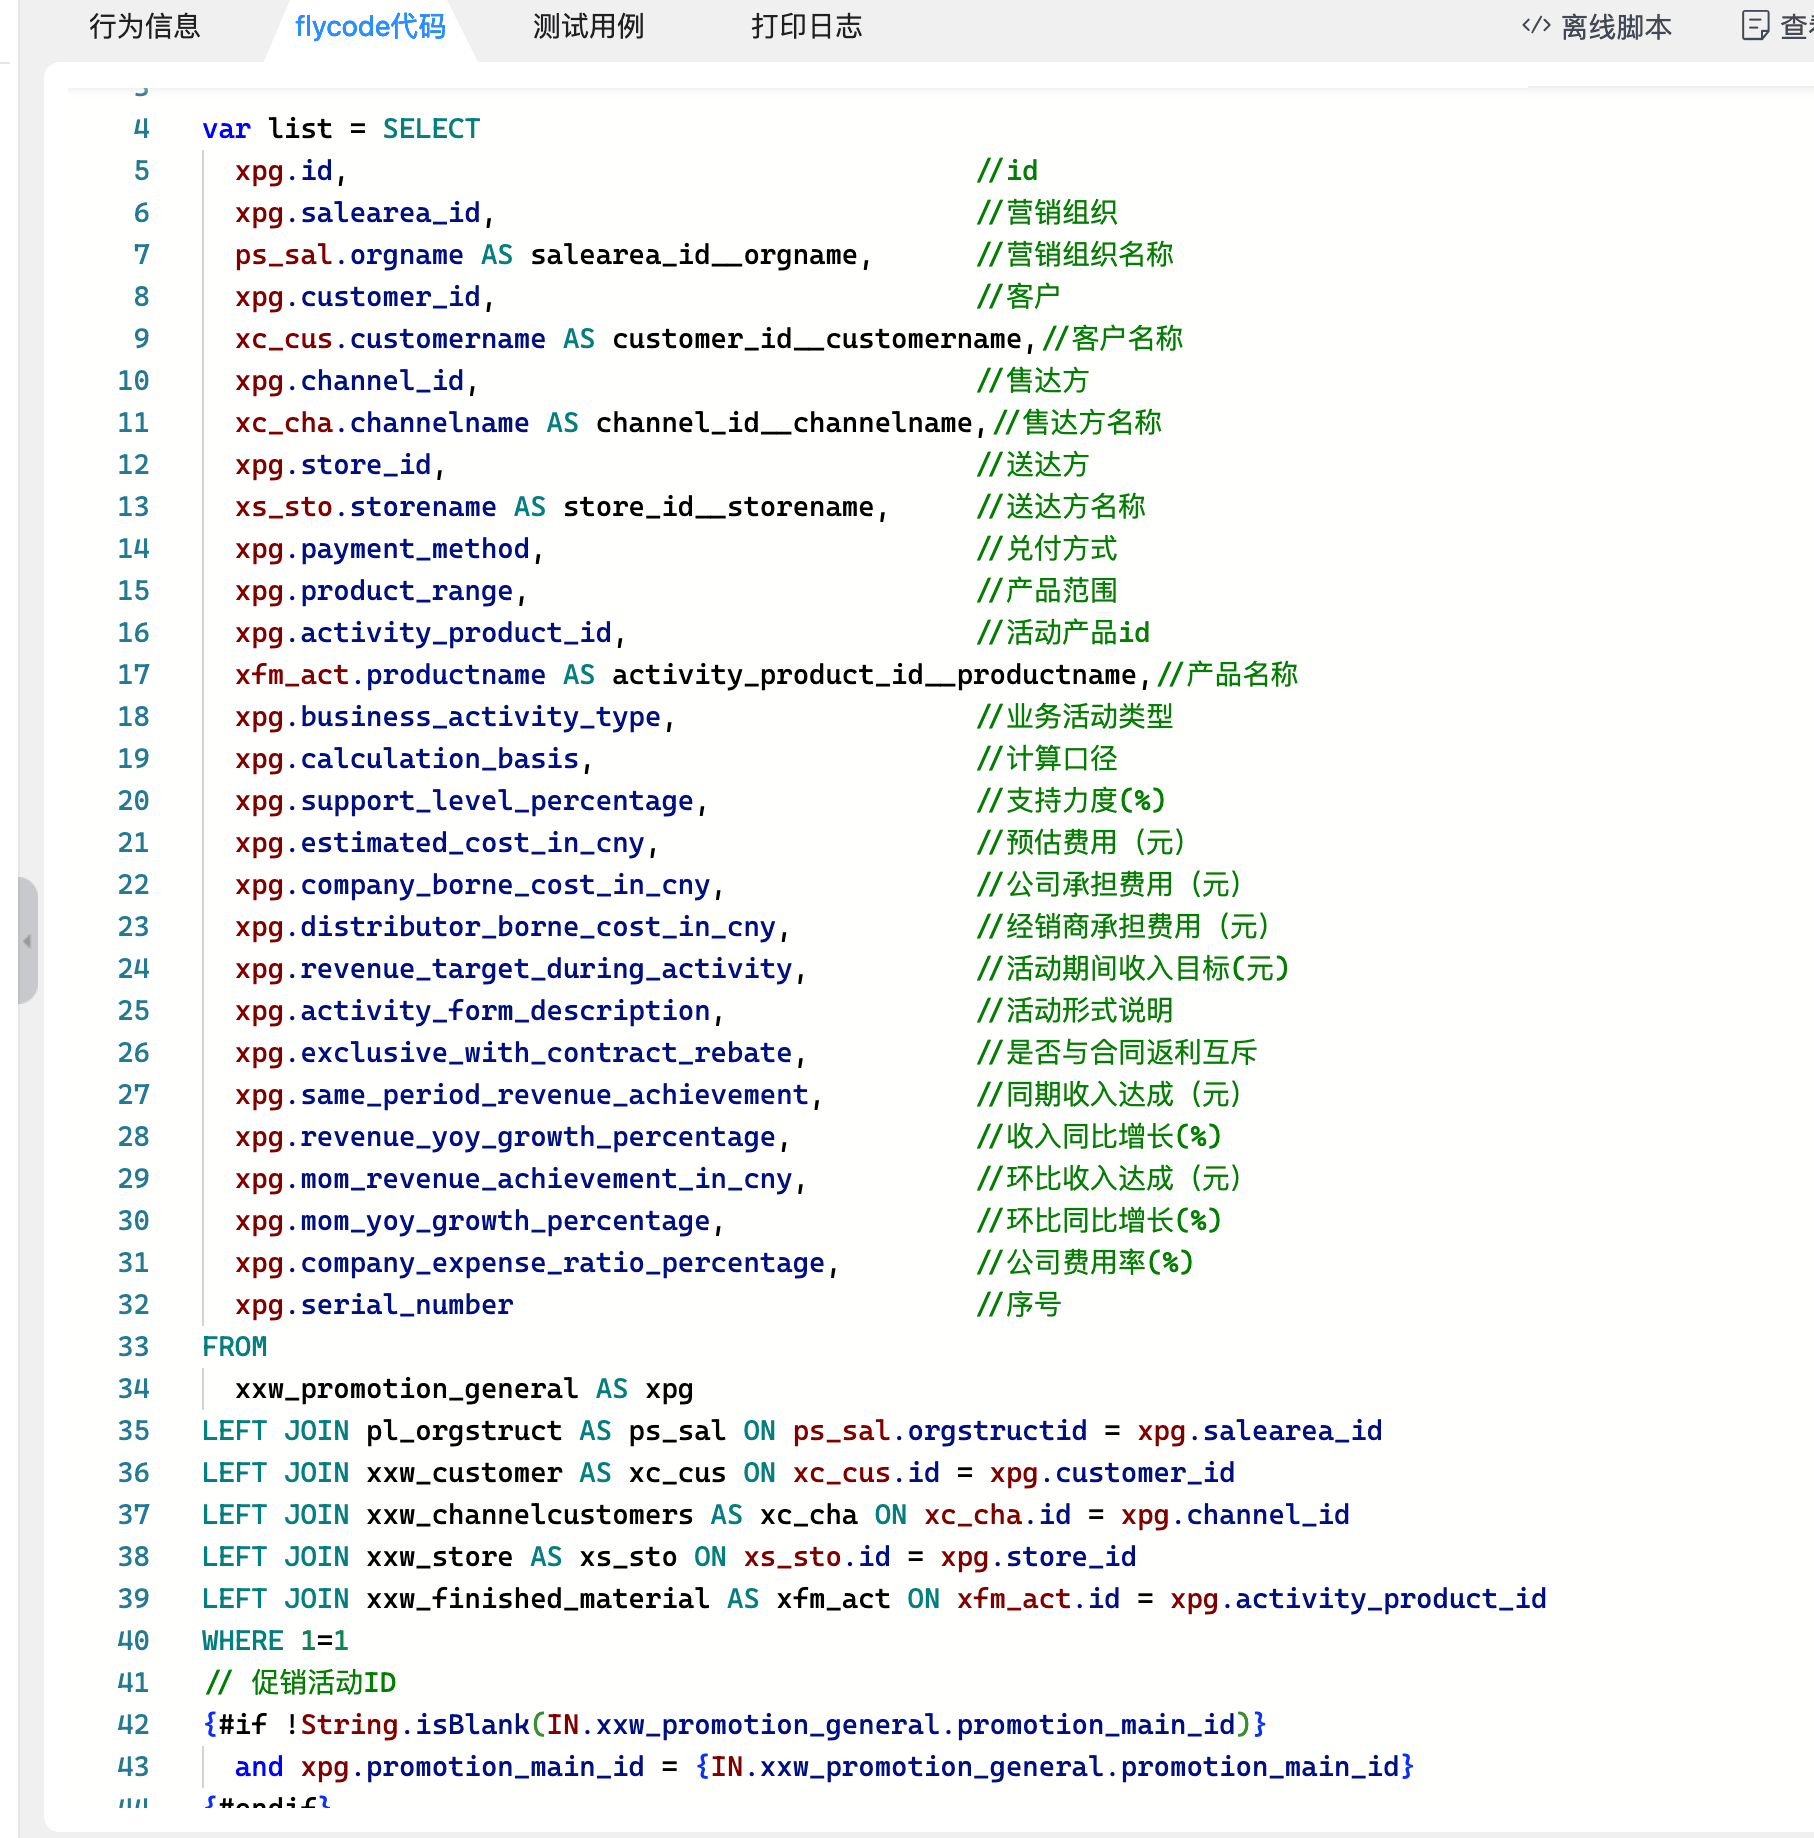 行为信息 flycode代码 测试用例 打印日志 </> 离线脚本
4 var list = SELECT
5 xpg.id, //id
6 xpg.salearea_id, //营销组织
7 ps_sal.orgname AS salearea_id__orgname, //营销组织名称
8 xpg.customer_id, //客户
9 xc_cus.customername AS customer_id__customername,//客户名称
10 xpg.channel_id, //售达方
11 xc_cha.channelname AS channel_id__channelname,//售达方名称
12 xpg.store_id, //送达方
13 xs_sto.storename AS store_id__storename, //送达方名称
14 xpg.payment_method, //兑付方式
15 xpg.product_range, //产品范围
16 xpg.activity_product_id, //活动产品id
17 xfm_act.productname AS activity_product_id__productname,//产品名称
18 xpg.business_activity_type, //业务活动类型
19 xpg.calculation_basis, //计算口径
20 xpg.support_level_percentage, //支持力度(%)
21 xpg.estimated_cost_in_cny, //预估费用（元）
22 xpg.company_borne_cost_in_cny, //公司承担费用（元）
23 xpg.distributor_borne_cost_in_cny, //经销商承担费用（元）
24 xpg.revenue_target_during_activity, //活动期间收入目标(元)
25 xpg.activity_form_description, //活动形式说明
26 xpg.exclusive_with_contract_rebate, //是否与合同返利互斥
27 xpg.same_period_revenue_achievement, //同期收入达成（元）
28 xpg.revenue_yoy_growth_percentage, //收入同比增长(%)
29 xpg.mom_revenue_achievement_in_cny, //环比收入达成（元）
30 xpg.mom_yoy_growth_percentage, //环比同比增长(%)
31 xpg.company_expense_ratio_percentage, //公司费用率(%)
32 xpg.serial_number //序号
33 FROM
34 xxw_promotion_general AS xpg
35 LEFT JOIN pl_orgstruct AS ps_sal ON ps_sal.orgstructid = xpg.salearea_id
36 LEFT JOIN xxw_customer AS xc_cus ON xc_cus.id = xpg.customer_id
37 LEFT JOIN xxw_channelcustomers AS xc_cha ON xc_cha.id = xpg.channel_id
38 LEFT JOIN xxw_store AS xs_sto ON xs_sto.id = xpg.store_id
39 LEFT JOIN xxw_finished_material AS xfm_act ON xfm_act.id = xpg.activity_product_id
40 WHERE 1=1
41 // 促销活动ID
42 {#if !String.isBlank(IN.xxw_promotion_general.promotion_main_id)}
43 and xpg.promotion_main_id = {IN.xxw_promotion_general.promotion_main_id}
44 {#endif}